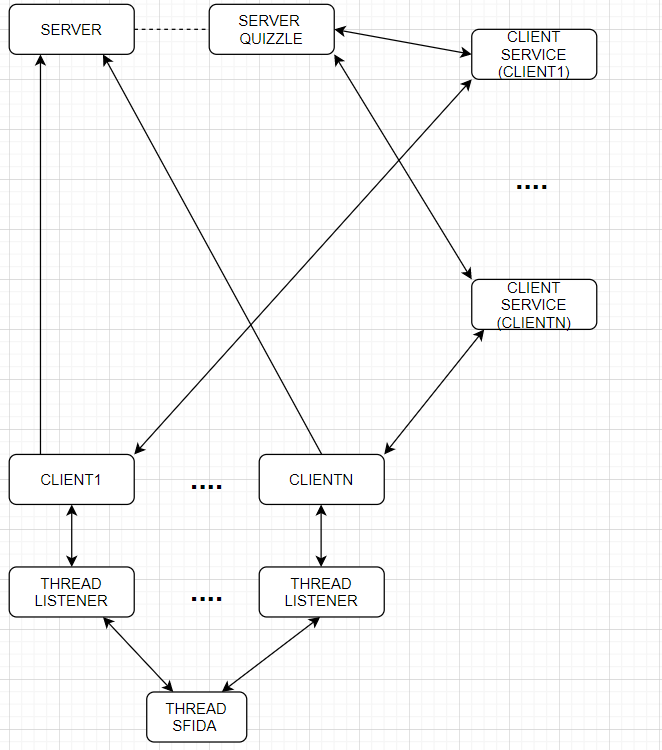 SERVER
SERVER
QUIZZLE
CLIENT
SERVICE
(CLIENT1)
....
CLIENT
SERVICE
(CLIENTN)
CLIENT1
....
CLIENTN
THREAD
LISTENER
....
THREAD
LISTENER
THREAD
SFIDA